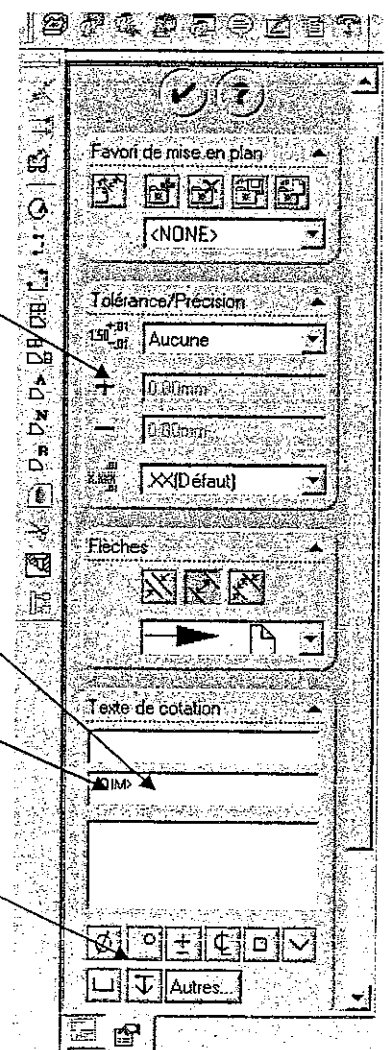 Favori de mise en plan
<NONE>
Tolérance/Précision
Aucune
0.00mm
0.00mm
.XX(Défaut)
Flèches
Texte de cotation
Autres...